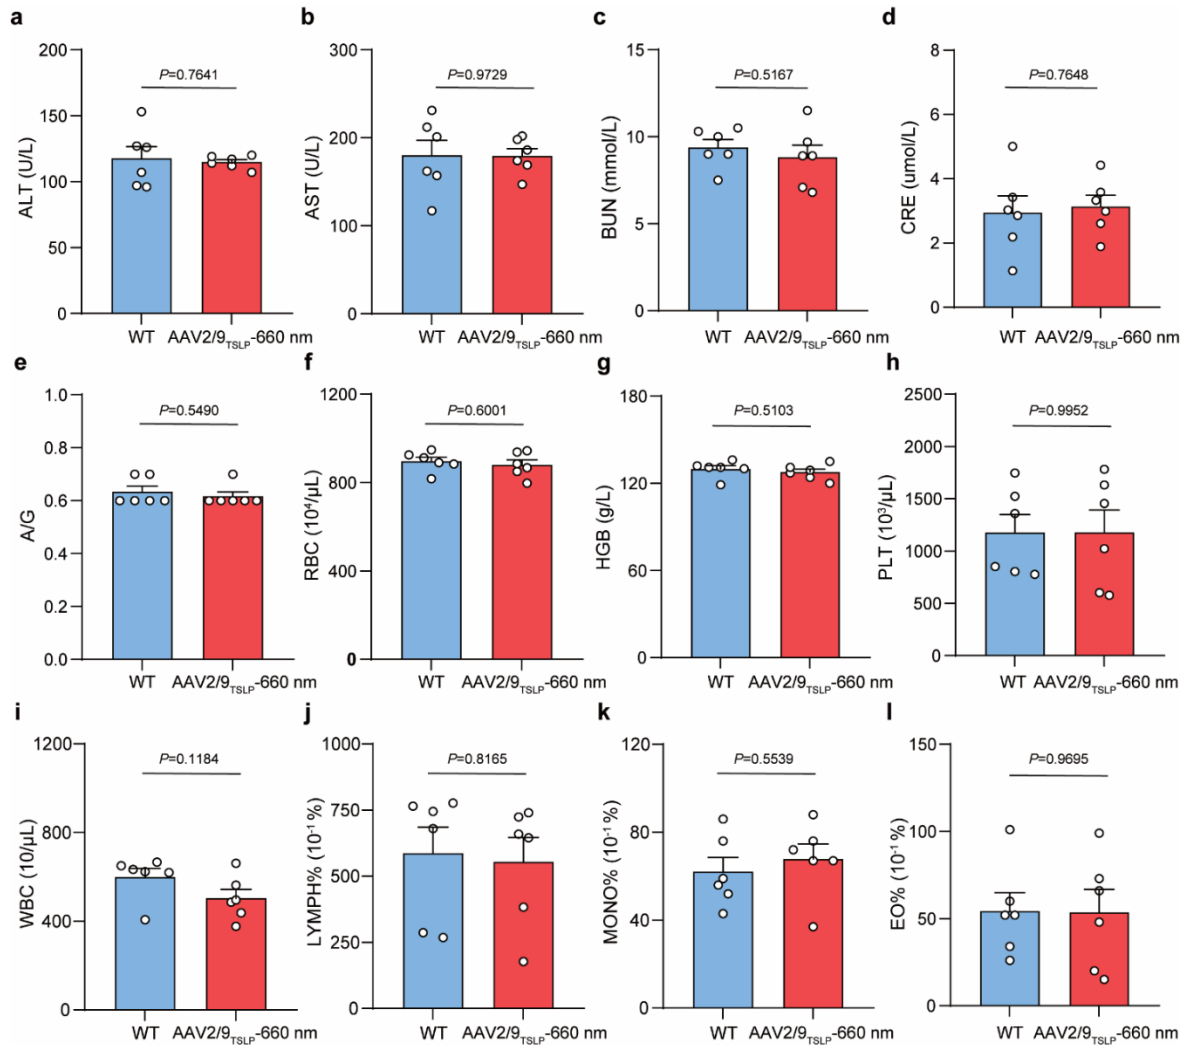 a
ALT (U/L)
200
150
100
50
0
P=0.7641
WT
AAV2/9TSLP-660 nm
b
AST (U/L)
300
200
100
0
P=0.9729
WT
AAV2/9TSLP-660 nm
c
BUN (mmol/L)
15
10
5
0
P=0.5167
WT
AAV2/9TSLP-660 nm
d
CRE (umol/L)
8
6
4
2
0
P=0.7648
WT
AAV2/9TSLP-660 nm
e
A/G
1.0
0.8
0.6
0.4
0.2
0.0
P=0.5490
WT
AAV2/9TSLP-660 nm
f
RBC (10⁴/µL)
1200
800
400
0
P=0.6001
WT
AAV2/9TSLP-660 nm
g
HGB (g/L)
180
120
60
0
P=0.5103
WT
AAV2/9TSLP-660 nm
h
PLT (10³/µL)
2500
2000
1500
1000
500
0
P=0.9952
WT
AAV2/9TSLP-660 nm
i
WBC (10/µL)
1200
800
400
0
P=0.1184
WT
AAV2/9TSLP-660 nm
j
LYMPH% (10⁻¹ %)
1000
750
500
250
0
P=0.8165
WT
AAV2/9TSLP-660 nm
k
MONO% (10⁻¹ %)
120
80
40
0
P=0.5539
WT
AAV2/9TSLP-660 nm
l
EO% (10⁻¹ %)
150
100
50
0
P=0.9695
WT
AAV2/9TSLP-660 nm